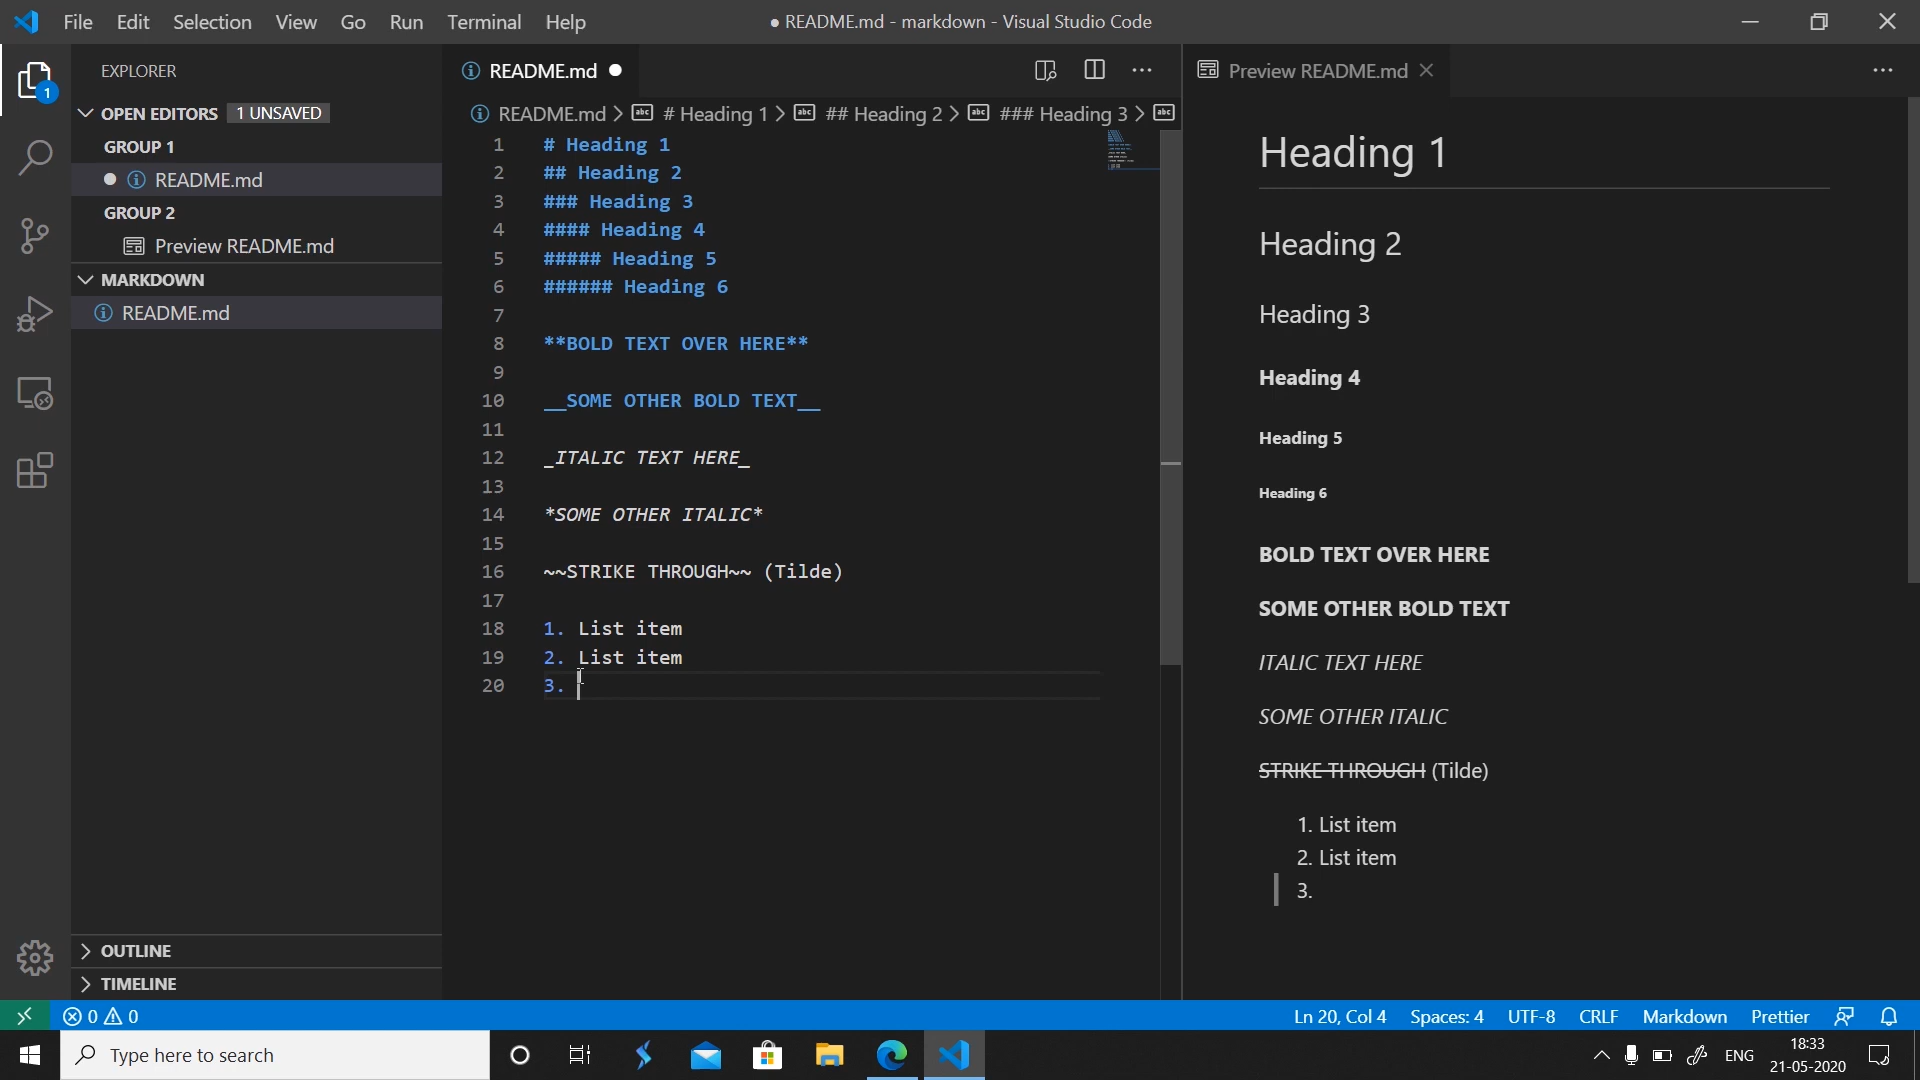 File Edit Selection View Go Run Terminal Help ● README.md - markdown - Visual Studio Code
EXPLORER
1
OPEN EDITORS 1 UNSAVED
GROUP 1
README.md
GROUP 2
Preview README.md
MARKDOWN
README.md
OUTLINE
TIMELINE
README.md ●
README.md > # Heading 1 > ## Heading 2 > ### Heading 3 >
1 # Heading 1
2 ## Heading 2
3 ### Heading 3
4 #### Heading 4
5 ##### Heading 5
6 ###### Heading 6
7
8 **BOLD TEXT OVER HERE**
9
10 __SOME OTHER BOLD TEXT__
11
12 _ITALIC TEXT HERE_
13
14 *SOME OTHER ITALIC*
15
16 ~~STRIKE THROUGH~~ (Tilde)
17
18 1. List item
19 2. List item
20 3.
Preview README.md
Heading 1
Heading 2
Heading 3
Heading 4
Heading 5
Heading 6
BOLD TEXT OVER HERE
SOME OTHER BOLD TEXT
ITALIC TEXT HERE
SOME OTHER ITALIC
STRIKE THROUGH (Tilde)
1. List item
2. List item
3.
0 0 Ln 20, Col 4 Spaces: 4 UTF-8 CRLF Markdown Prettier
Type here to search
ENG
18:33
21-05-2020